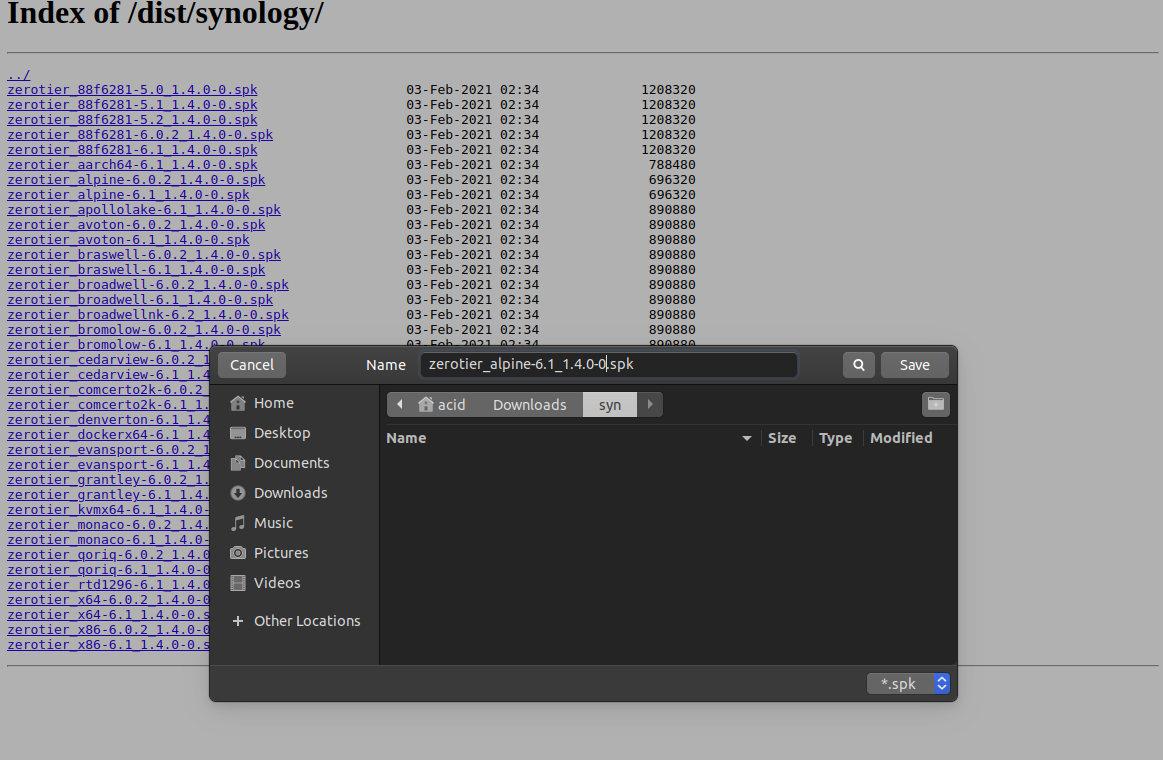 Index of /dist/synology/
../
zerotier_88f6281-5.0_1.4.0-0.spk 03-Feb-2021 02:34 1208320
zerotier_88f6281-5.1_1.4.0-0.spk 03-Feb-2021 02:34 1208320
zerotier_88f6281-5.2_1.4.0-0.spk 03-Feb-2021 02:34 1208320
zerotier_88f6281-6.0.2_1.4.0-0.spk 03-Feb-2021 02:34 1208320
zerotier_88f6281-6.1_1.4.0-0.spk 03-Feb-2021 02:34 1208320
zerotier_aarch64-6.1_1.4.0-0.spk 03-Feb-2021 02:34 788480
zerotier_alpine-6.0.2_1.4.0-0.spk 03-Feb-2021 02:34 696320
zerotier_alpine-6.1_1.4.0-0.spk 03-Feb-2021 02:34 696320
zerotier_apollolake-6.1_1.4.0-0.spk 03-Feb-2021 02:34 890880
zerotier_avoton-6.0.2_1.4.0-0.spk 03-Feb-2021 02:34 890880
zerotier_avoton-6.1_1.4.0-0.spk 03-Feb-2021 02:34 890880
zerotier_braswell-6.0.2_1.4.0-0.spk 03-Feb-2021 02:34 890880
zerotier_braswell-6.1_1.4.0-0.spk 03-Feb-2021 02:34 890880
zerotier_broadwell-6.0.2_1.4.0-0.spk 03-Feb-2021 02:34 890880
zerotier_broadwell-6.1_1.4.0-0.spk 03-Feb-2021 02:34 890880
zerotier_broadwellnk-6.2_1.4.0-0.spk 03-Feb-2021 02:34 890880
zerotier_bromolow-6.0.2_1.4.0-0.spk 03-Feb-2021 02:34 890880
zerotier_bromolow-6.1_1.4.0-0.spk 03-Feb-2021 02:34 890880
zerotier_cedarview-6.0.2_1
zerotier_cedarview-6.1_1.4
zerotier_comcerto2k-6.0.2_
zerotier_comcerto2k-6.1_1.
zerotier_denverton-6.1_1.4
zerotier_dockerx64-6.1_1.4
zerotier_evansport-6.0.2_1
zerotier_evansport-6.1_1.4
zerotier_grantley-6.0.2_1.
zerotier_grantley-6.1_1.4.
zerotier_kvmx64-6.1_1.4.0-
zerotier_monaco-6.0.2_1.4.
zerotier_monaco-6.1_1.4.0-
zerotier_qoriq-6.0.2_1.4.0
zerotier_qoriq-6.1_1.4.0-0
zerotier_rtd1296-6.1_1.4.0
zerotier_x64-6.0.2_1.4.0-0
zerotier_x64-6.1_1.4.0-0.s
zerotier_x86-6.0.2_1.4.0-0
zerotier_x86-6.1_1.4.0-0.s
Cancel Name zerotier_alpine-6.1_1.4.0-0.spk Save
acid Downloads syn
Name Size Type Modified
Home
Desktop
Documents
Downloads
Music
Pictures
Videos
+ Other Locations
*.spk